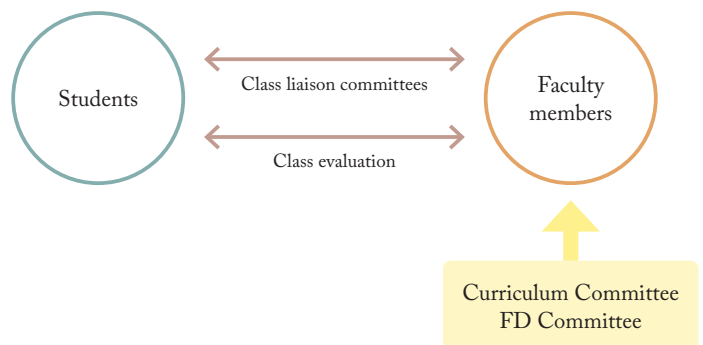 Students
Class liaison committees
Faculty
members
Class evaluation
Curriculum Committee
FD Committee